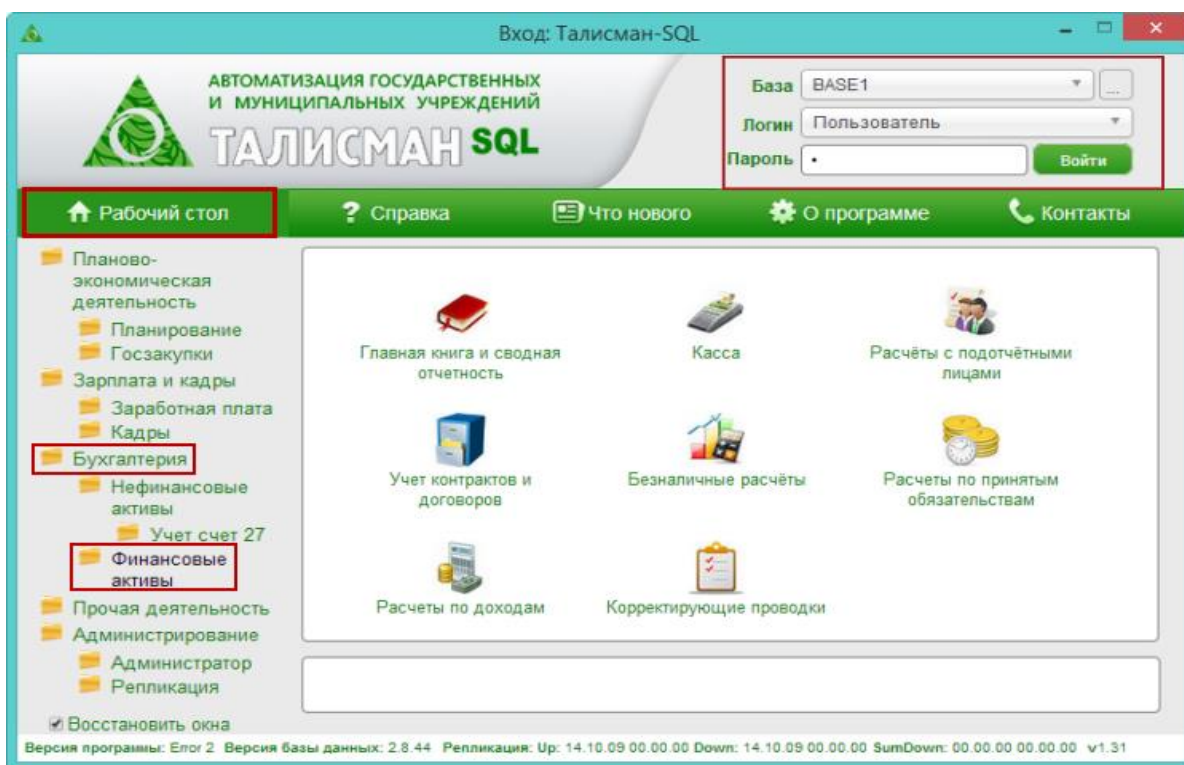 Вход: Талисман-SQL
АВТОМАТИЗАЦИЯ ГОСУДАРСТВЕННЫХ
И МУНИЦИПАЛЬНЫХ УЧРЕЖДЕНИЙ
ТАЛИСМАН SQL
База BASE1 ...
Логин Пользователь
Пароль • Войти
Рабочий стол ? Справка Что нового О программе Контакты
Планово-
экономическая
деятельность
Планирование
Госзакупки
Зарплата и кадры
Заработная плата
Кадры
Бухгалтерия
Нефинансовые
активы
Учет счет 27
Финансовые
активы
Прочая деятельность
Администрирование
Администратор
Репликация
Восстановить окна
Главная книга и сводная
отчетность
Касса
Расчёты с подотчётными
лицами
Учет контрактов и
договоров
Безналичные расчёты
Расчеты по принятым
обязательствам
Расчеты по доходам
Корректирующие проводки
Версия программы: Error 2 Версия базы данных: 2.8.44 Репликация: Up: 14.10.09 00.00.00 Down: 14.10.09 00.00.00 SumDown: 00.00.00 00.00.00 v1.31